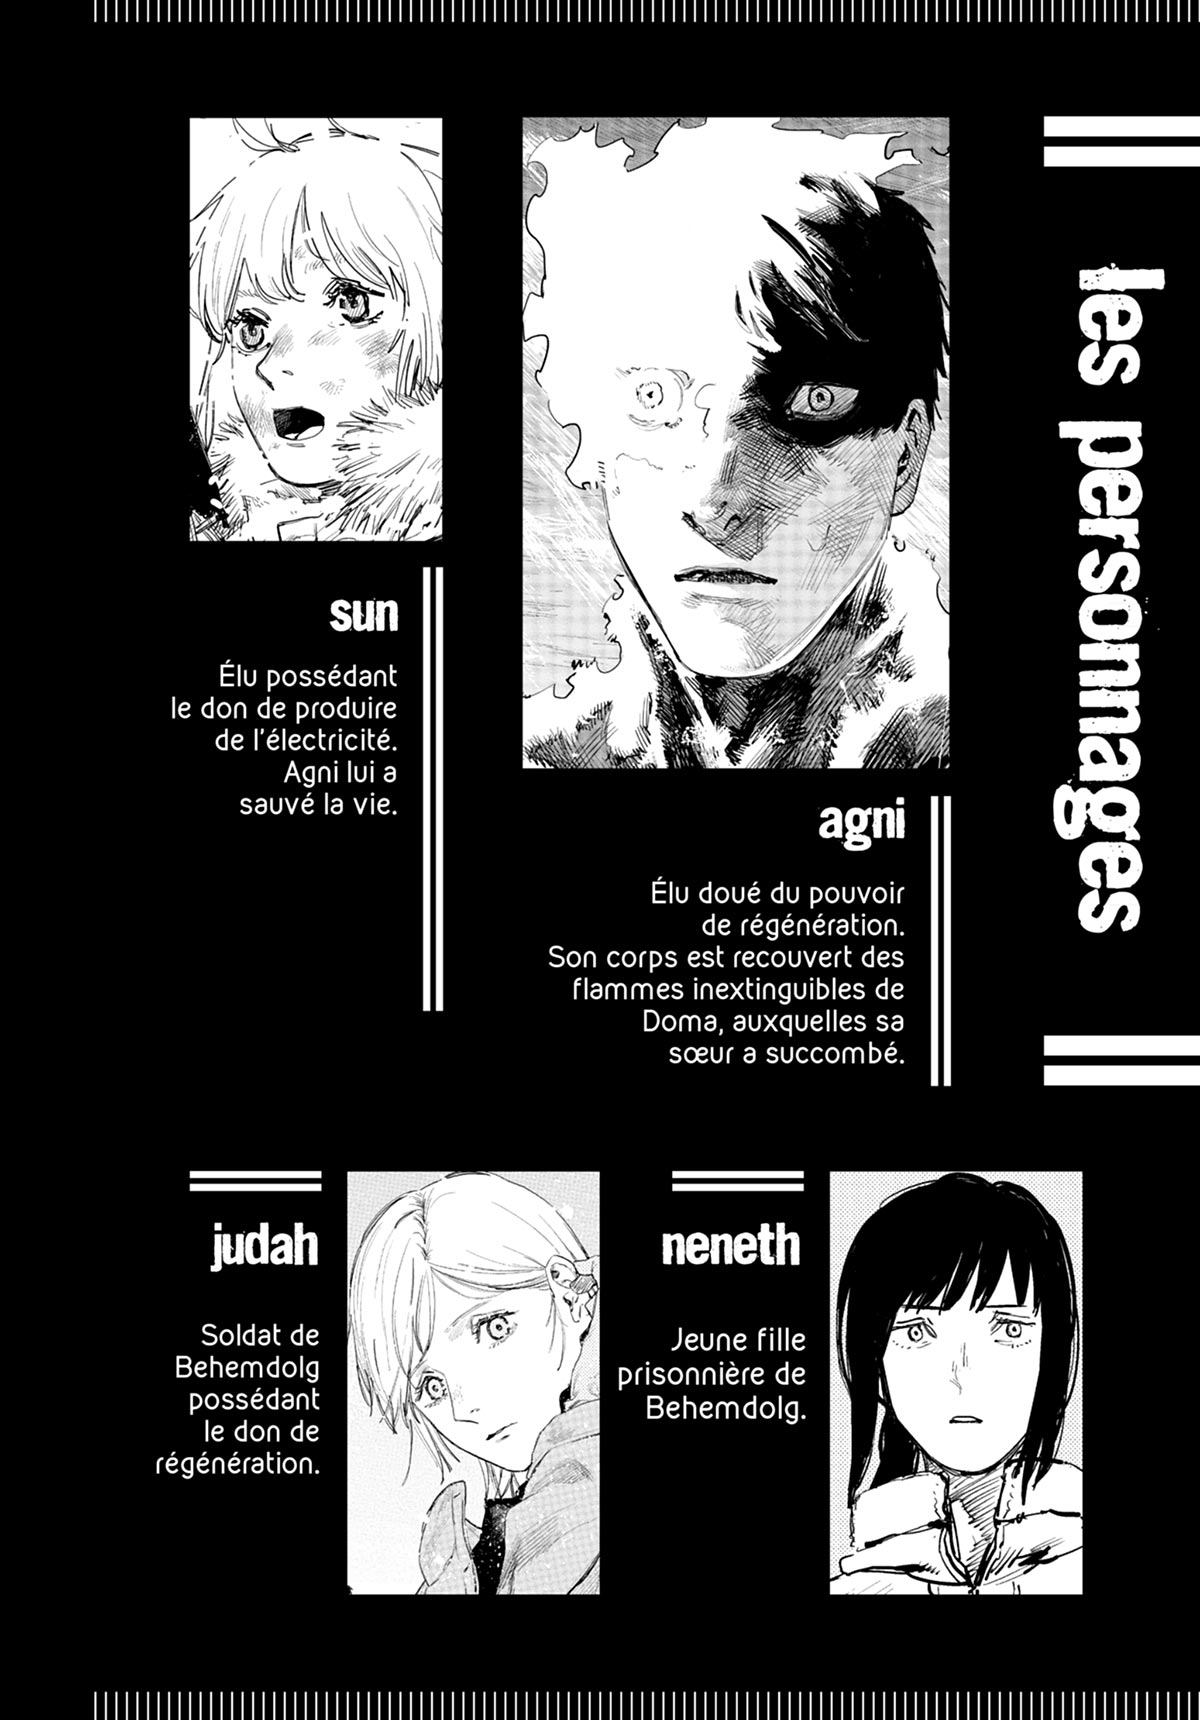 les personnages
agni
Élu doué du pouvoir
de régénération.
Son corps est recouvert des
flammes inextinguibles de
Doma, auxquelles sa
sœur a succombé.
sun
Élu possédant
le don de produire
de l'électricité.
Agni lui a
sauvé la vie.
neneth
Jeune fille
prisonnière de
Behemdolg.
judah
Soldat de
Behemdolg
possédant
le don de
régénération.